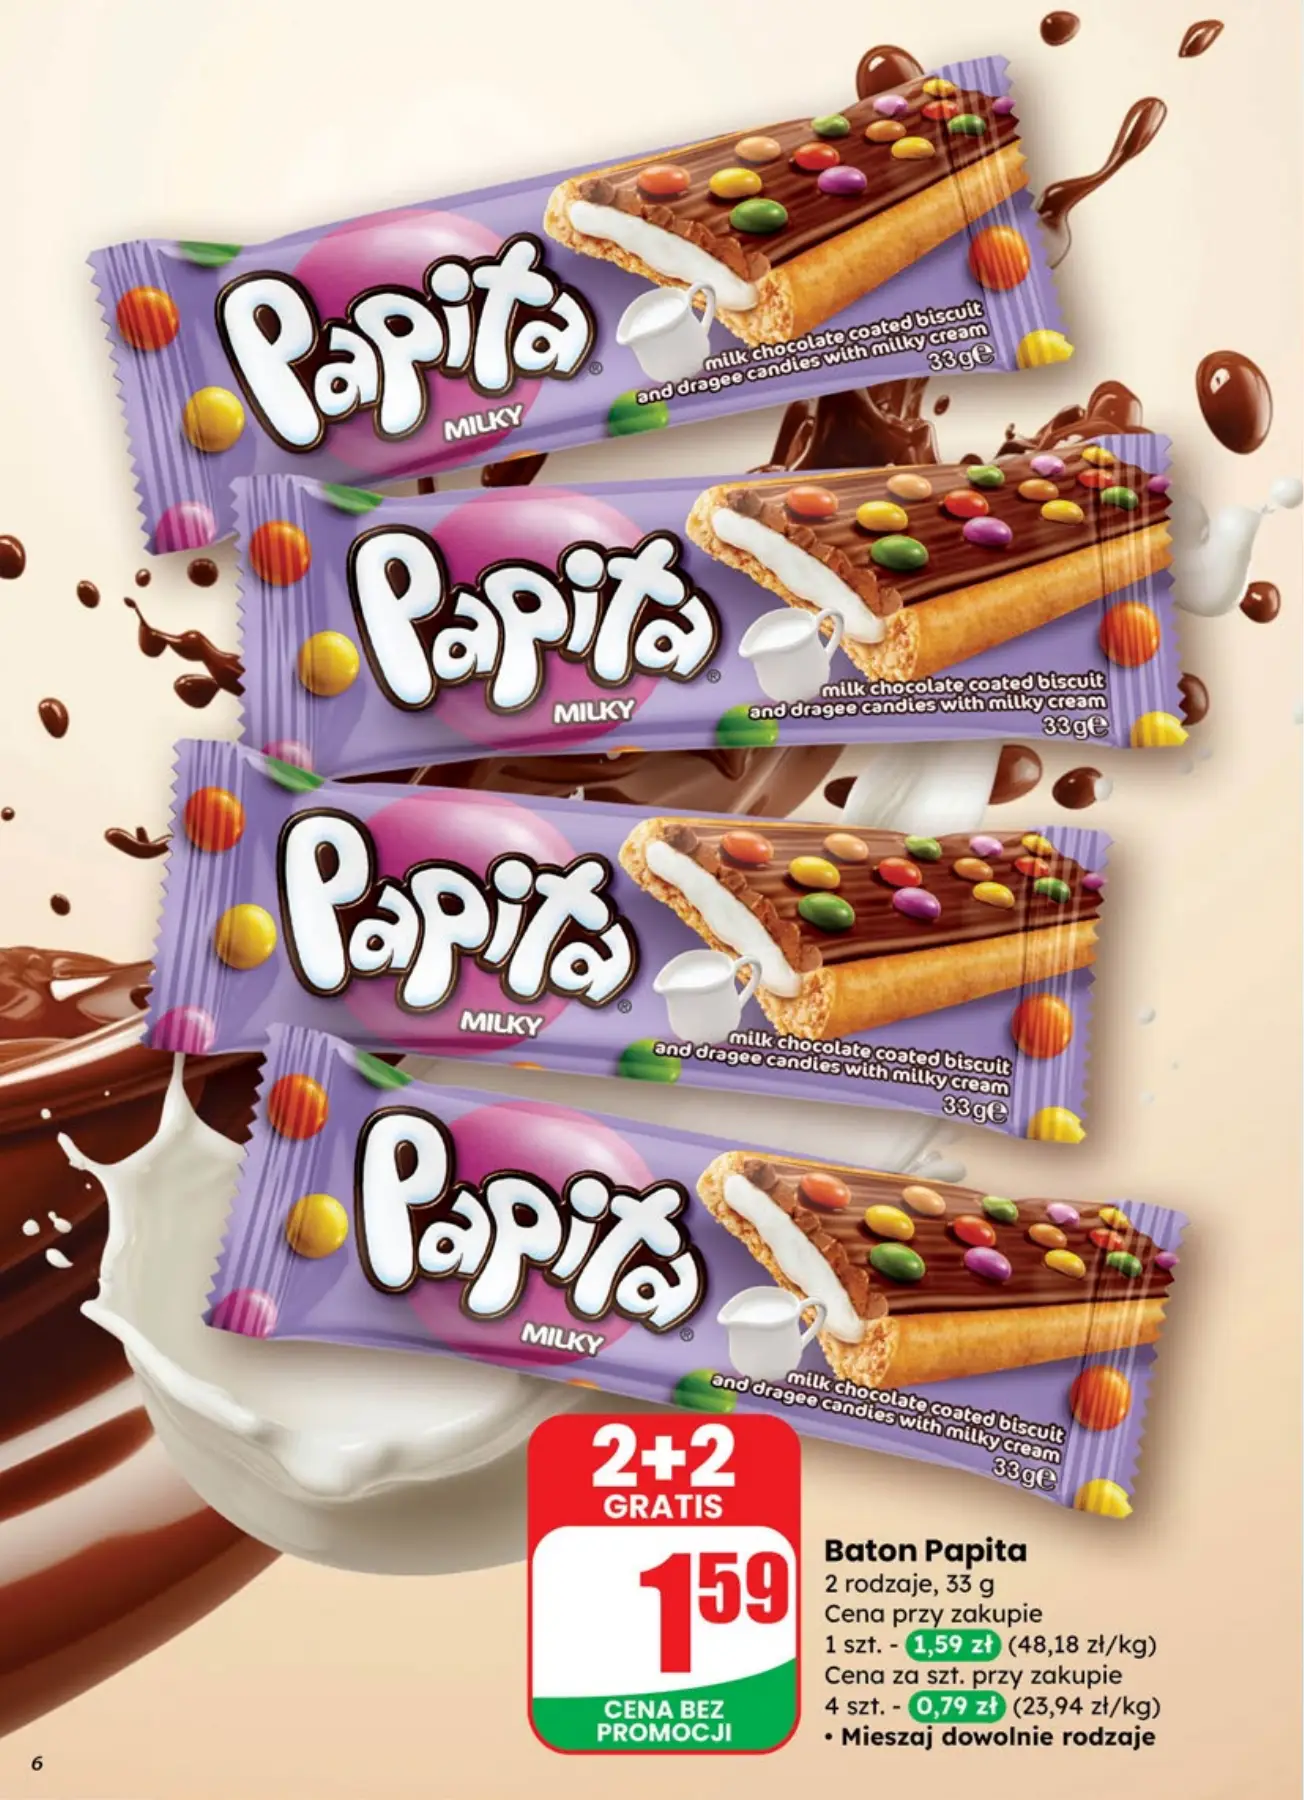 Papita®
MILKY
milk chocolate coated biscuit
and dragee candies with milky cream
33 g℮
Papita®
MILKY
milk chocolate coated biscuit
and dragee candies with milky cream
33 g℮
Papita®
MILKY
milk chocolate coated biscuit
and dragee candies with milky cream
33 g℮
Papita®
MILKY
milk chocolate coated biscuit
and dragee candies with milky cream
33 g℮
2+2
GRATIS
1 59
CENA BEZ
PROMOCJI
Baton Papita
2 rodzaje, 33 g
Cena przy zakupie
1 szt. - 1,59 zł (48,18 zł/kg)
Cena za szt. przy zakupie
4 szt. - 0,79 zł (23,94 zł/kg)
• Mieszaj dowolnie rodzaje
6